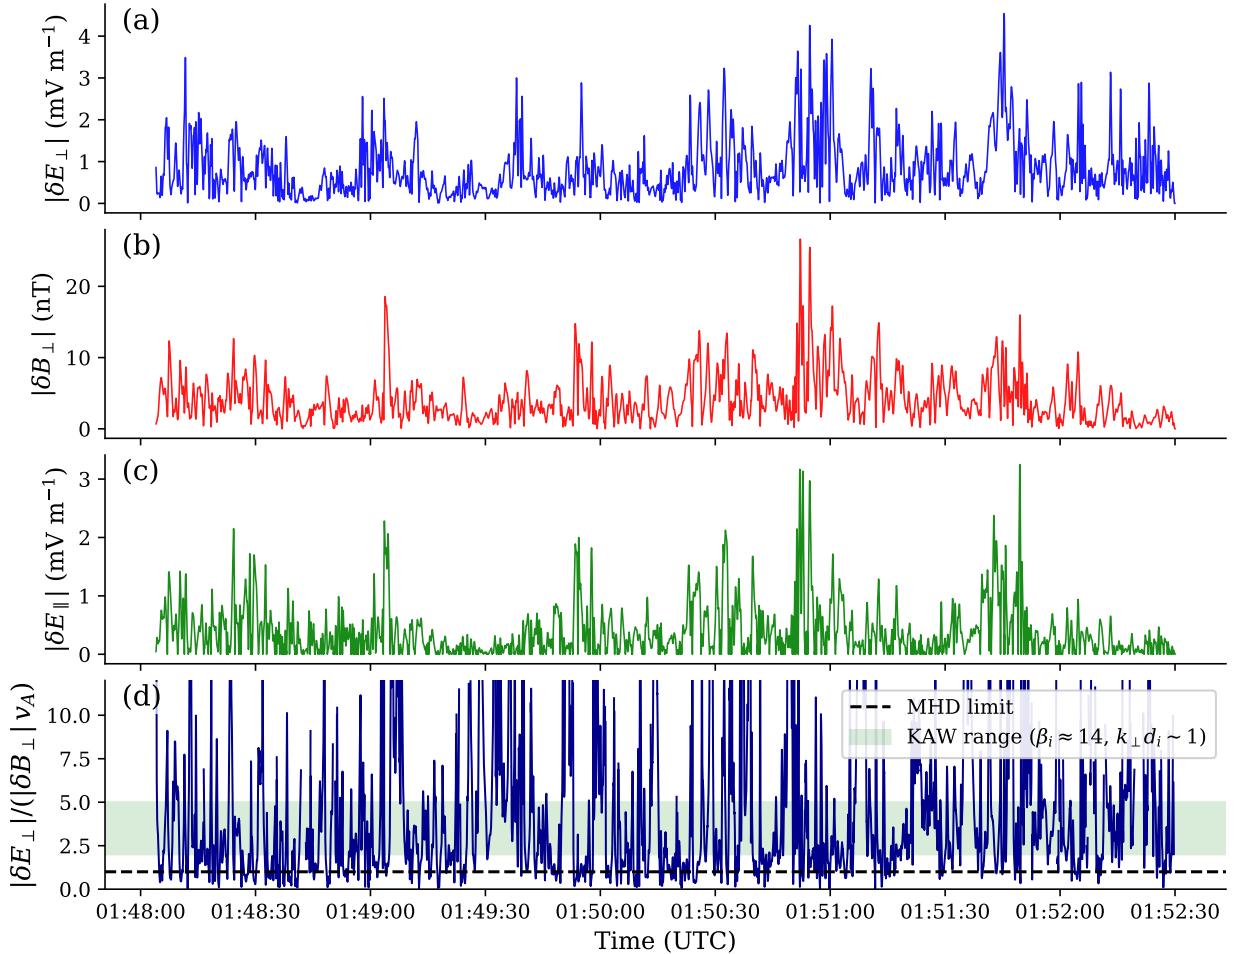 (a)
|δE⊥| (mV m⁻¹)
4
3
2
1
0
(b)
|δB⊥| (nT)
20
10
0
(c)
|δE∥| (mV m⁻¹)
3
2
1
0
(d)
|δE⊥|/(|δB⊥|v_A)
10.0
7.5
5.0
2.5
0.0
MHD limit
KAW range (β_i ≈ 14, k⊥d_i ~ 1)
01:48:00 01:48:30 01:49:00 01:49:30 01:50:00 01:50:30 01:51:00 01:51:30 01:52:00 01:52:30
Time (UTC)